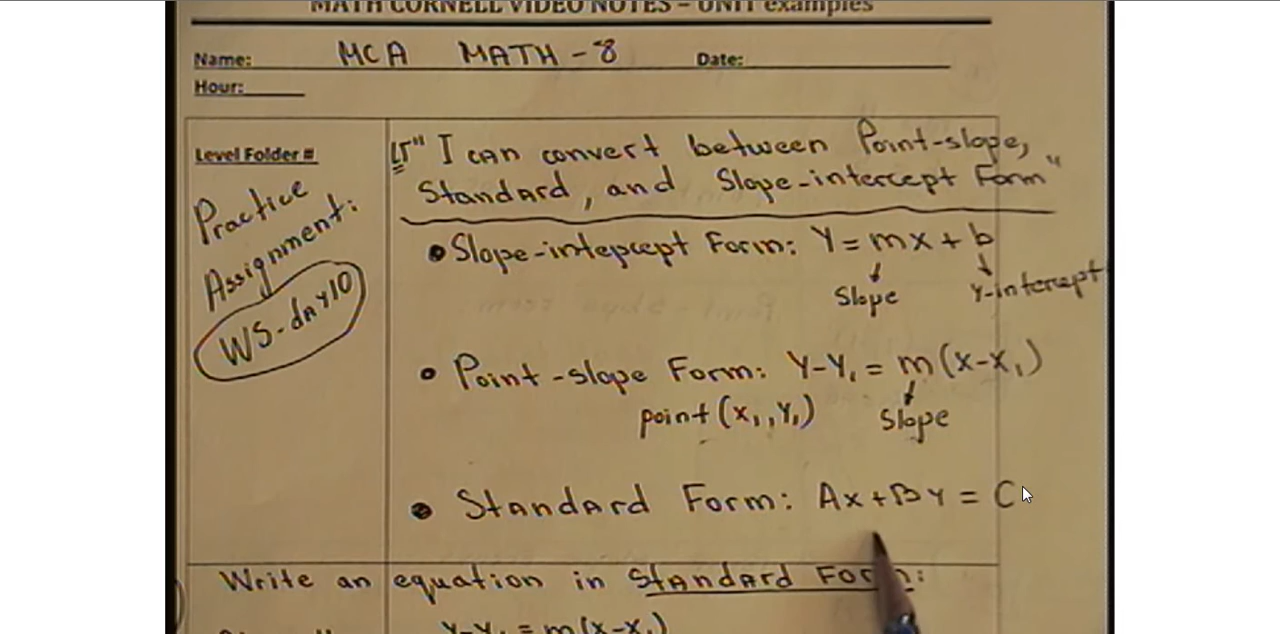 MATH CORNELL VIDEO NOTES – UNIT examples
Name: MCA MATH-8 Date:
Hour:
Level Folder #
Practice
Assignment:
WS-dAY10
LT" I can convert between Point-slope,
Standard, and Slope-intercept Form"
• Slope-intepcept Form: Y = mx + b
Slope Y-intercept
• Point-slope Form: Y-Y₁ = m(x-x₁)
point (x₁, Y₁) Slope
• Standard Form: Ax+By = C
Write an equation in Standard Form:
Y-Y₁ = m(x-x₁)